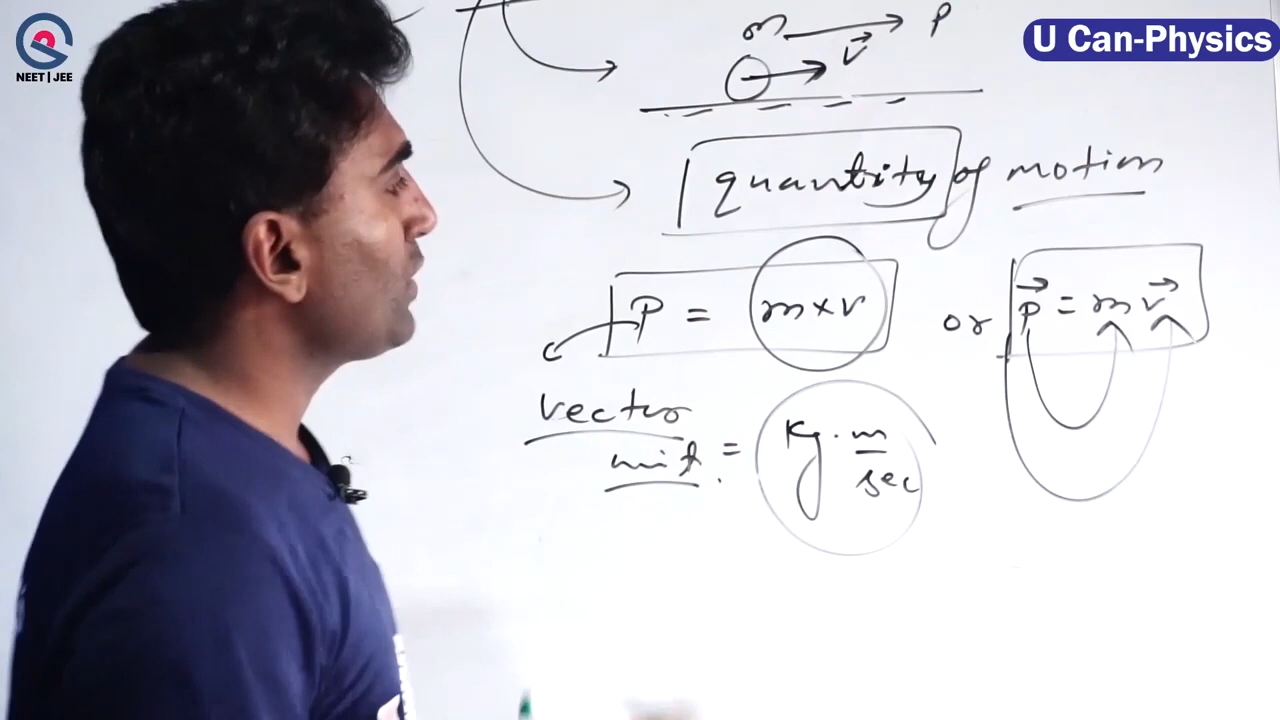 NEET | JEE
U Can-Physics
m P
v
quantity of motion
P = m×v or p = mv
vector
unit = kg . m
sec